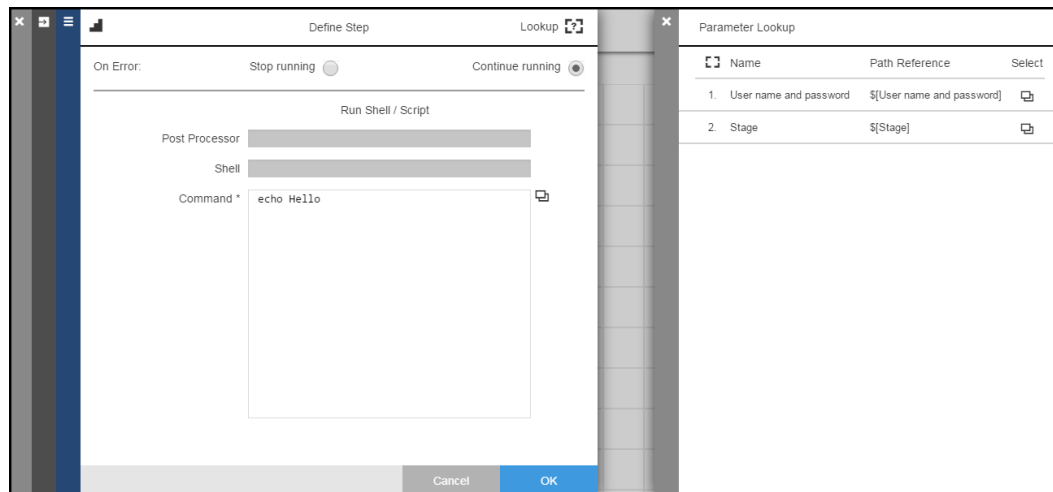 Define Step
Lookup [?]
On Error:
Stop running
Continue running
Run Shell / Script
Post Processor
Shell
Command *
echo Hello
Cancel
OK
Parameter Lookup
Name Path Reference Select
1. User name and password $[User name and password]
2. Stage $[Stage]